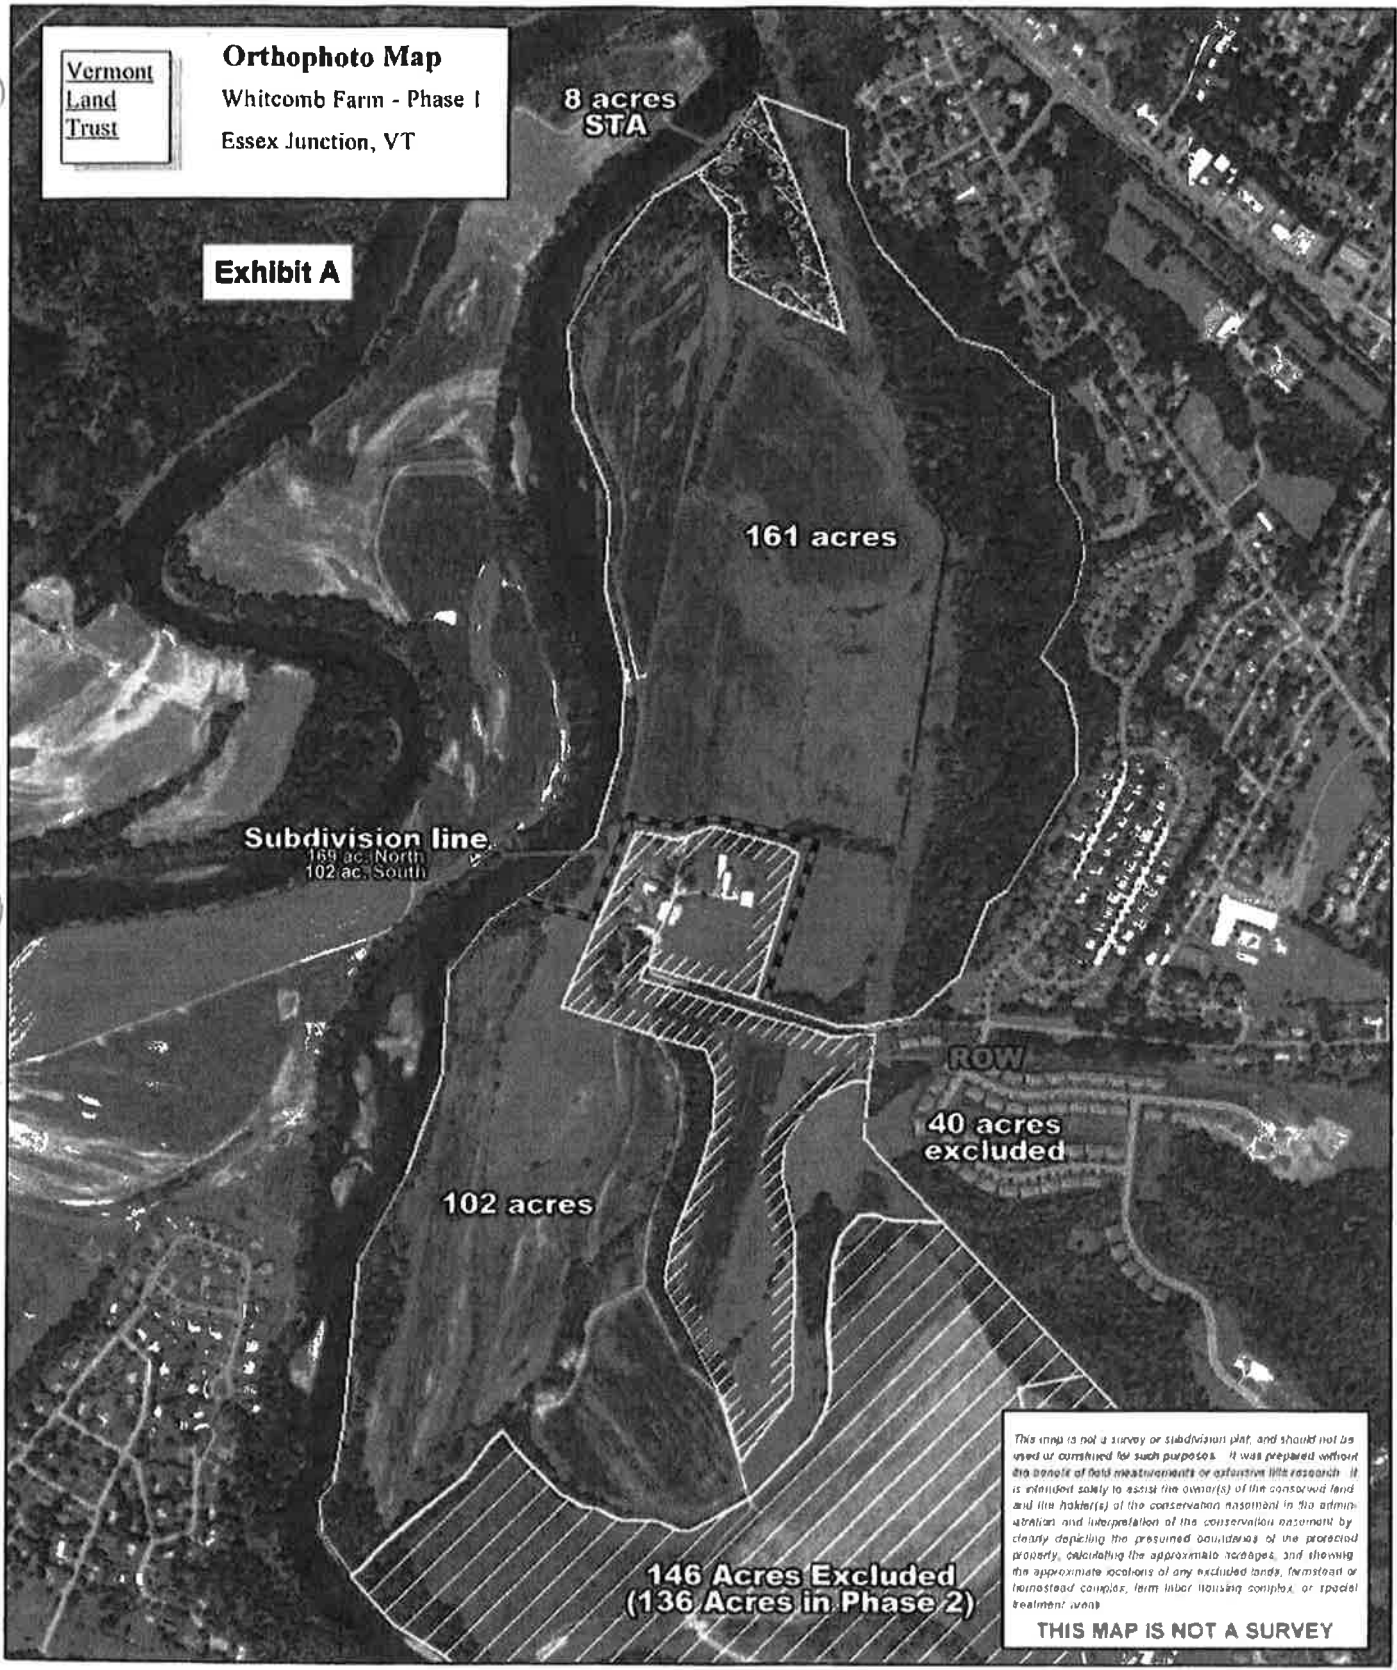 Vermont
Land
Trust
Orthophoto Map
Whitcomb Farm - Phase 1
Essex Junction, VT
Exhibit A
8 acres
STA
161 acres
Subdivision line
169 ac. North
102 ac. South
ROW
40 acres
excluded
102 acres
146 Acres Excluded
(136 Acres in Phase 2)
This map is not a survey or subdivision plat, and should not be
used or construed for such purposes. It was prepared without
the benefit of field measurements or extensive title research. It
is intended solely to assist the owner(s) of the conserved land
and the holder(s) of the conservation easement in the admin-
istration and interpretation of the conservation easement by
clearly depicting the presumed boundaries of the protected
property, calculating the approximate acreages, and showing
the approximate locations of any excluded lands, farmstead or
homestead complex, farm labor housing complex, or special
treatment areas
THIS MAP IS NOT A SURVEY